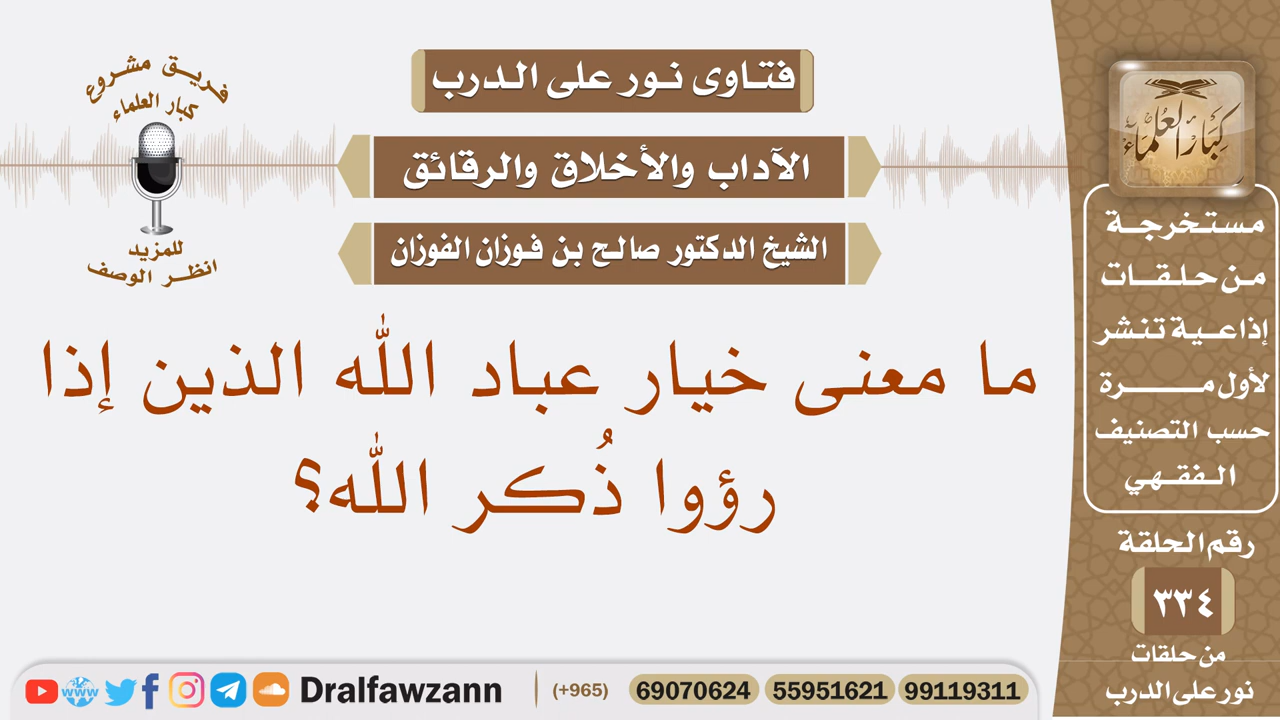 فريق مشروع
كبار العلماء
للمزيد
انظر الوصف
فتاوى نور على الدرب
الآداب والأخلاق والرقائق
الشيخ الدكتور صالح بن فوزان الفوزان
ما معنى خيار عباد الله الذين إذا
رؤوا ذُكر الله؟
كبار العلماء
مستخرجة
من حلقات
إذاعية تنشر
لأول مرة
حسب التصنيف
الفقهي
رقم الحلقة
٣٣٤
من حلقات
نور على الدرب
www Dralfawzann (+965) 69070624 55951621 99119311